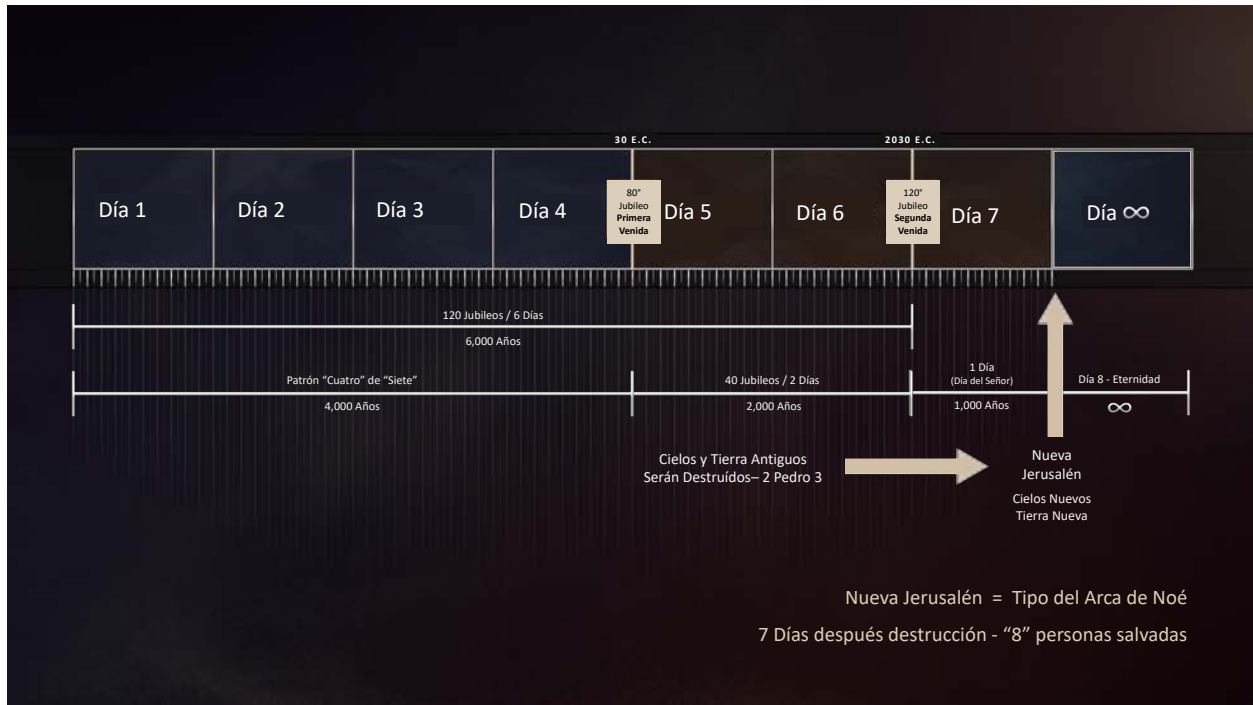 30 E.C.
2030 E.C.
Día 1
Día 2
Día 3
Día 4
80°
Jubileo
Primera
Venida
Día 5
Día 6
120°
Jubileo
Segunda
Venida
Día 7
Día ∞
120 Jubileos / 6 Días
6,000 Años
Patrón “Cuatro” de “Siete”
4,000 Años
40 Jubileos / 2 Días
2,000 Años
1 Día
(Día del Señor)
1,000 Años
Día 8 - Eternidad
∞
Cielos y Tierra Antiguos
Serán Destruídos– 2 Pedro 3
Nueva
Jerusalén
Cielos Nuevos
Tierra Nueva
Nueva Jerusalén = Tipo del Arca de Noé
7 Días después destrucción - “8” personas salvadas